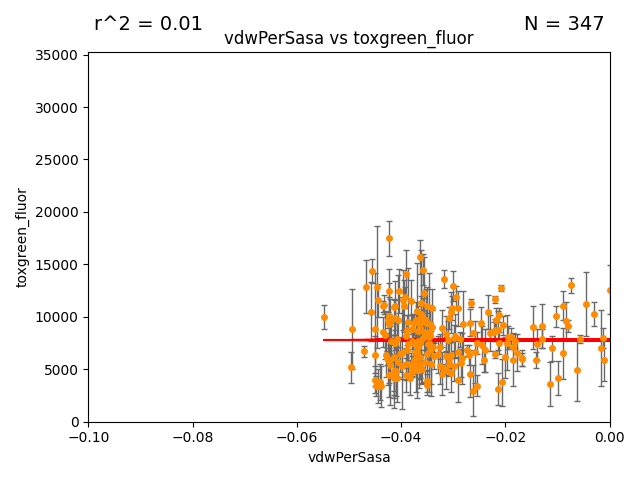 r^2 = 0.01
N = 347
vdwPerSasa vs toxgreen_fluor
35000
30000
25000
20000
15000
10000
5000
0
toxgreen_fluor
−0.10
−0.08
−0.06
−0.04
−0.02
0.00
vdwPerSasa